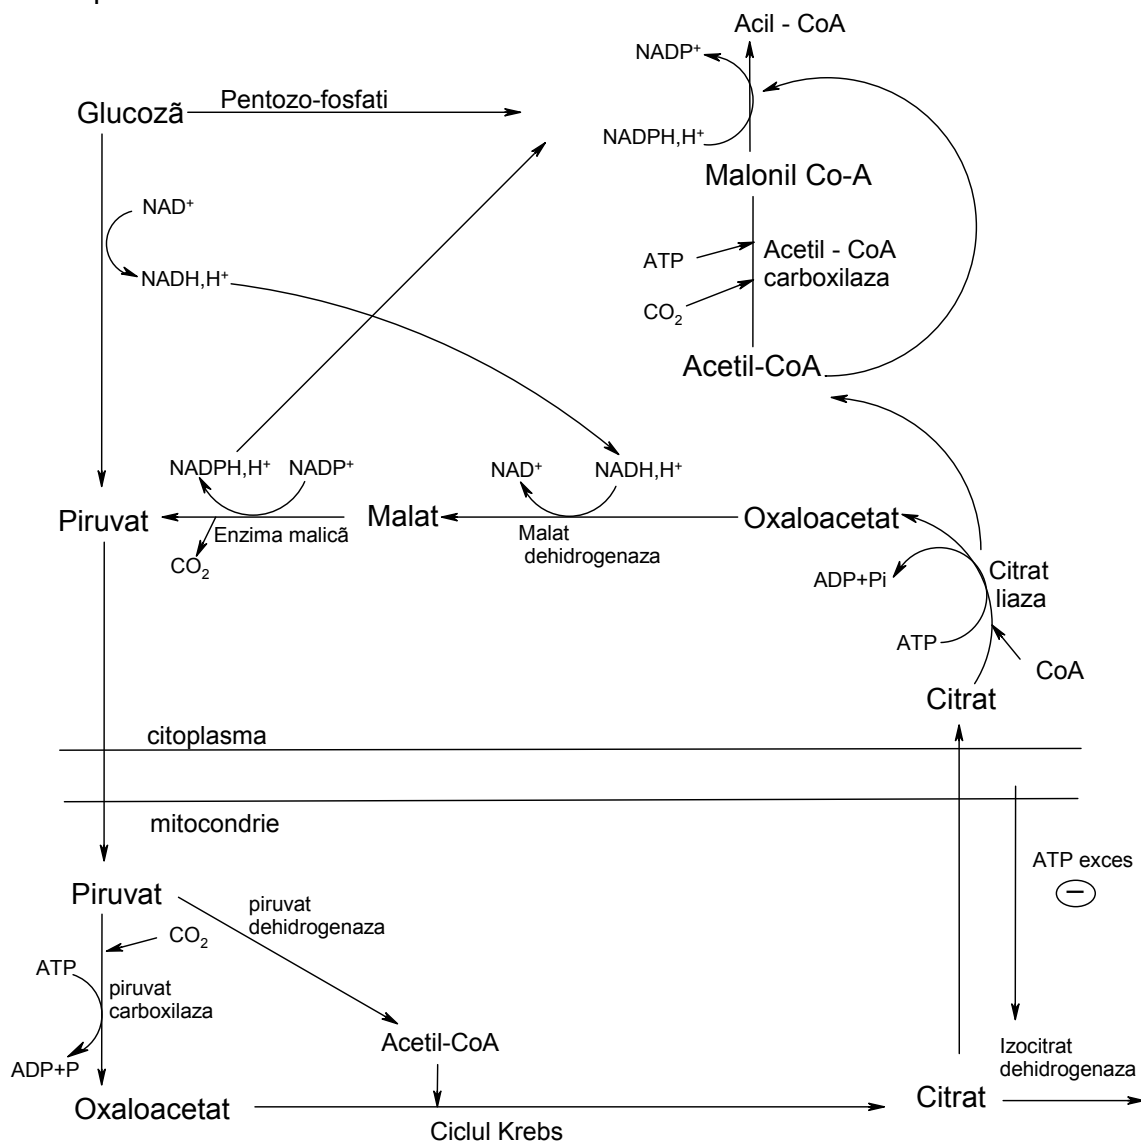 Acil - CoA
NADP⁺
Glucozã
Pentozo-fosfati
NADPH,H⁺
Malonil Co-A
NAD⁺
ATP
Acetil - CoA
carboxilaza
NADH,H⁺
CO₂
Acetil-CoA
NADPH,H⁺
NADP⁺
NAD⁺
NADH,H⁺
Piruvat
Enzima malicã
Malat
Malat
dehidrogenaza
Oxaloacetat
CO₂
ADP+Pi
Citrat
liaza
ATP
CoA
Citrat
citoplasma
mitocondrie
ATP exces
−
Piruvat
piruvat
dehidrogenaza
CO₂
ATP
piruvat
carboxilaza
ADP+P
Acetil-CoA
Izocitrat
dehidrogenaza
Oxaloacetat
Ciclul Krebs
Citrat